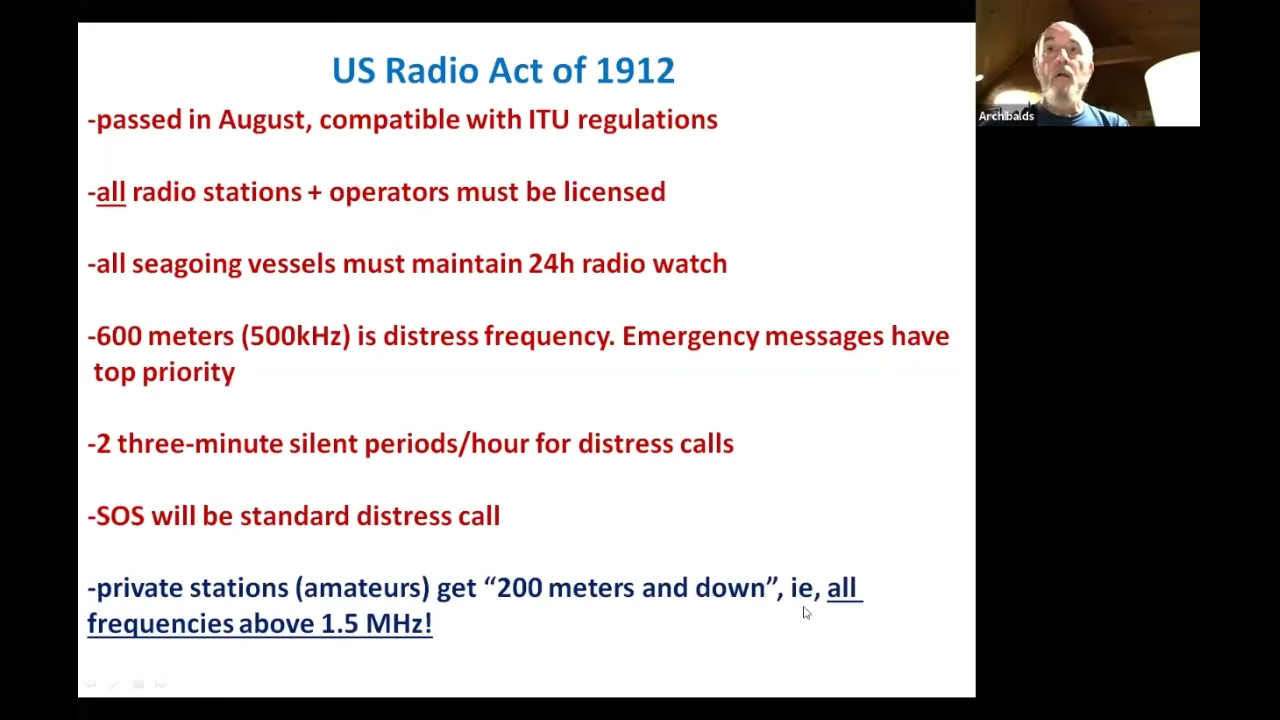 US Radio Act of 1912
-passed in August, compatible with ITU regulations
-all radio stations + operators must be licensed
-all seagoing vessels must maintain 24h radio watch
-600 meters (500kHz) is distress frequency. Emergency messages have
top priority
-2 three-minute silent periods/hour for distress calls
-SOS will be standard distress call
-private stations (amateurs) get “200 meters and down”, ie, all
frequencies above 1.5 MHz!
Archibalds